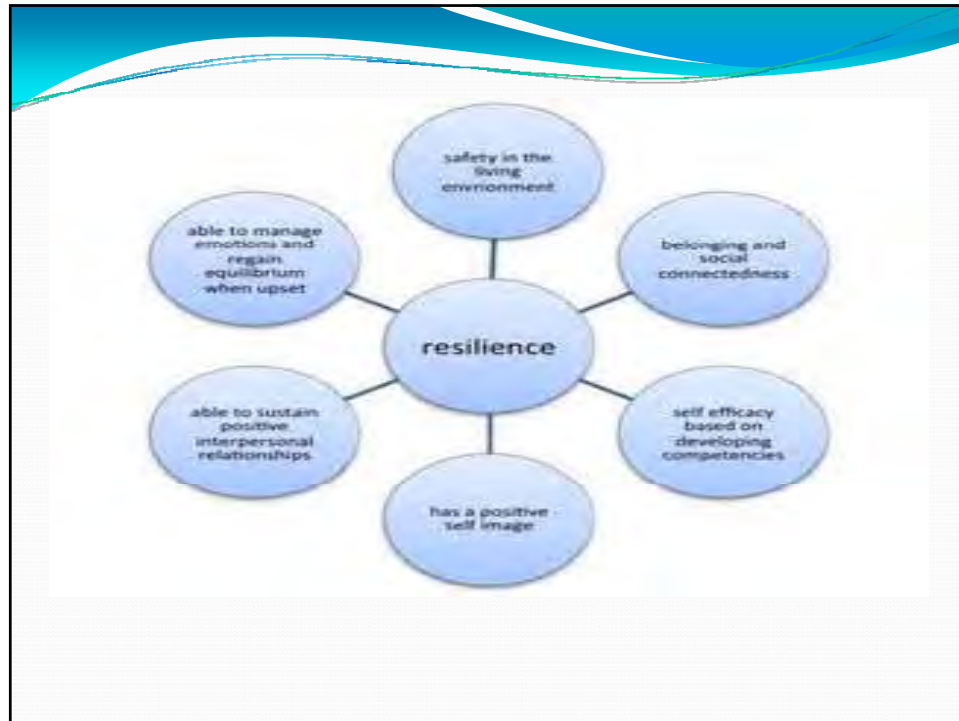 safety in the
living
envrionment
belonging and
social
connectedness
self efficacy
based on
developing
competencies
has a positive
self image
able to sustain
positive
interpersonal
relationships
able to manage
emotions and
regain
equilibrium
when upset
resilience